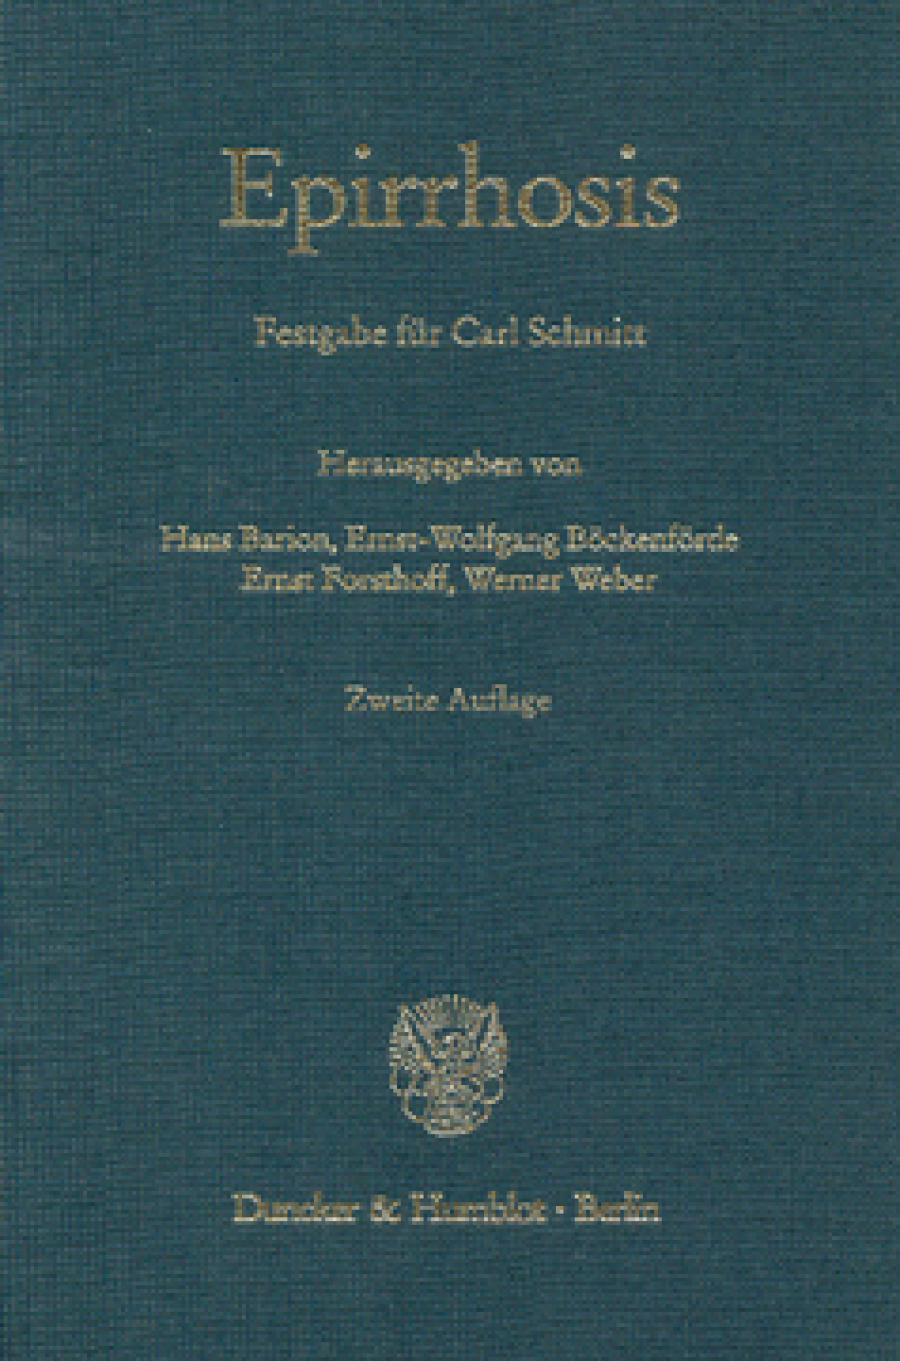 Epirrhosis
Festgabe für Carl Schmitt
Herausgegeben von
Hans Barion, Ernst-Wolfgang Böckenförde
Ernst Forsthoff, Werner Weber
Zweite Auflage
Duncker & Humblot · Berlin